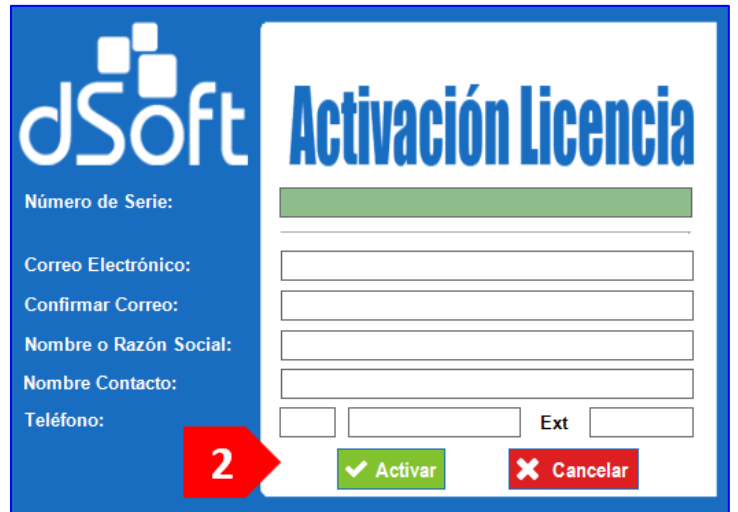 dSoft
Activación Licencia
Número de Serie:
Correo Electrónico:
Confirmar Correo:
Nombre o Razón Social:
Nombre Contacto:
Teléfono:
Ext
2
Activar
Cancelar